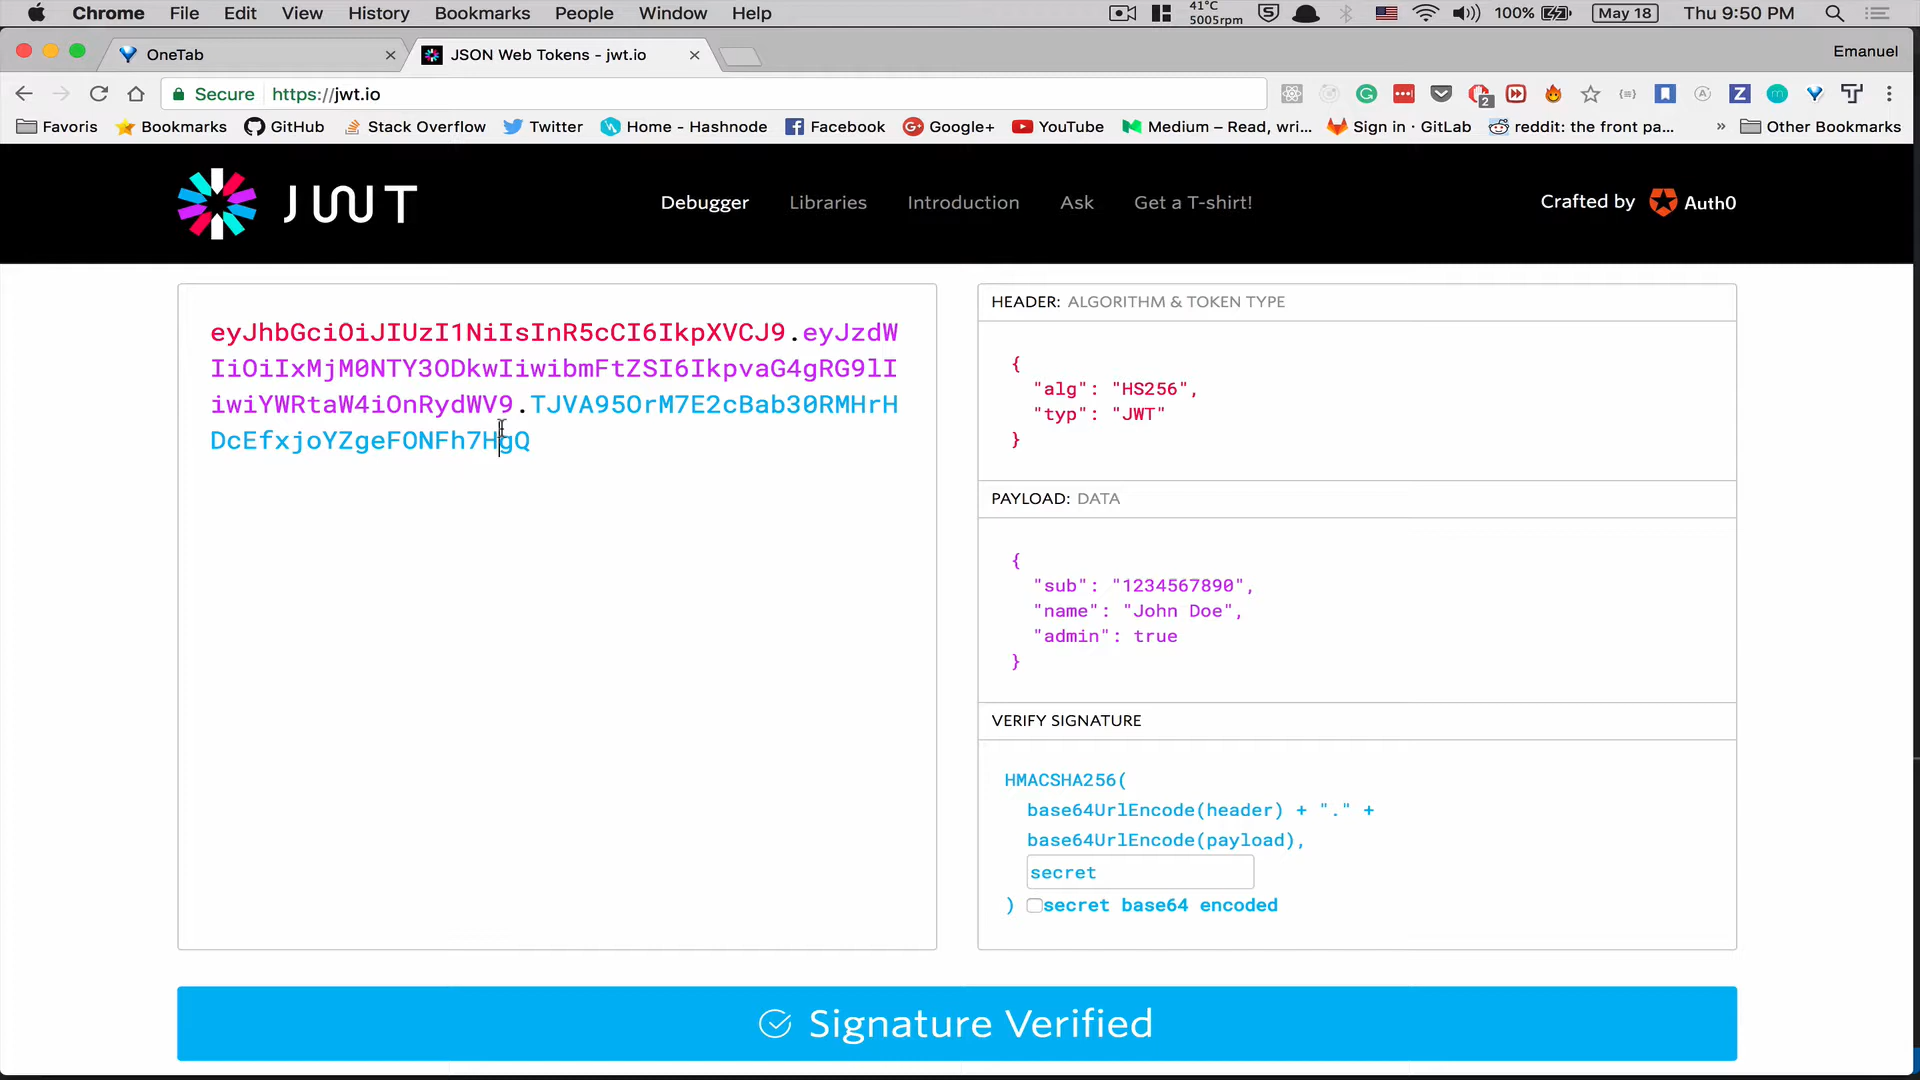 Chrome File Edit View History Bookmarks People Window Help 41°C 5005rpm 100% May 18 Thu 9:50 PM
OneTab JSON Web Tokens - jwt.io Emanuel
Secure https://jwt.io 2
Favoris Bookmarks GitHub Stack Overflow Twitter Home - Hashnode Facebook Google+ YouTube Medium – Read, wri... Sign in · GitLab reddit: the front pa... » Other Bookmarks
JWT Debugger Libraries Introduction Ask Get a T-shirt! Crafted by Auth0
eyJhbGciOiJIUzI1NiIsInR5cCI6IkpXVCJ9.eyJzdW
IiOiIxMjM0NTY3ODkwIiwibmFtZSI6IkpvaG4gRG9lI
iwiYWRtaW4iOnRydWV9.TJVA95OrM7E2cBab30RMHrH
DcEfxjoYZgeFONFh7HgQ
HEADER: ALGORITHM & TOKEN TYPE
{
"alg": "HS256",
"typ": "JWT"
}
PAYLOAD: DATA
{
"sub": "1234567890",
"name": "John Doe",
"admin": true
}
VERIFY SIGNATURE
HMACSHA256(
base64UrlEncode(header) + "." +
base64UrlEncode(payload),
secret
) secret base64 encoded
Signature Verified